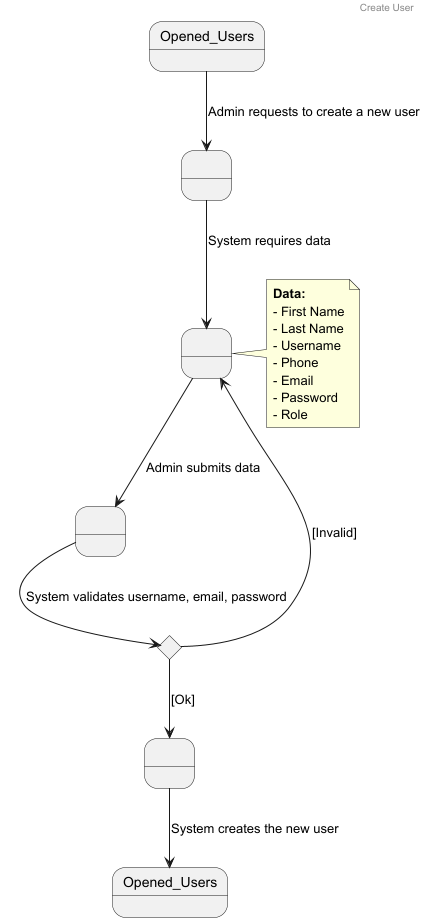 Create User
Opened_Users
Admin requests to create a new user
System requires data
Data:
- First Name
- Last Name
- Username
- Phone
- Email
- Password
- Role
Admin submits data
[Invalid]
System validates username, email, password
[Ok]
System creates the new user
Opened_Users